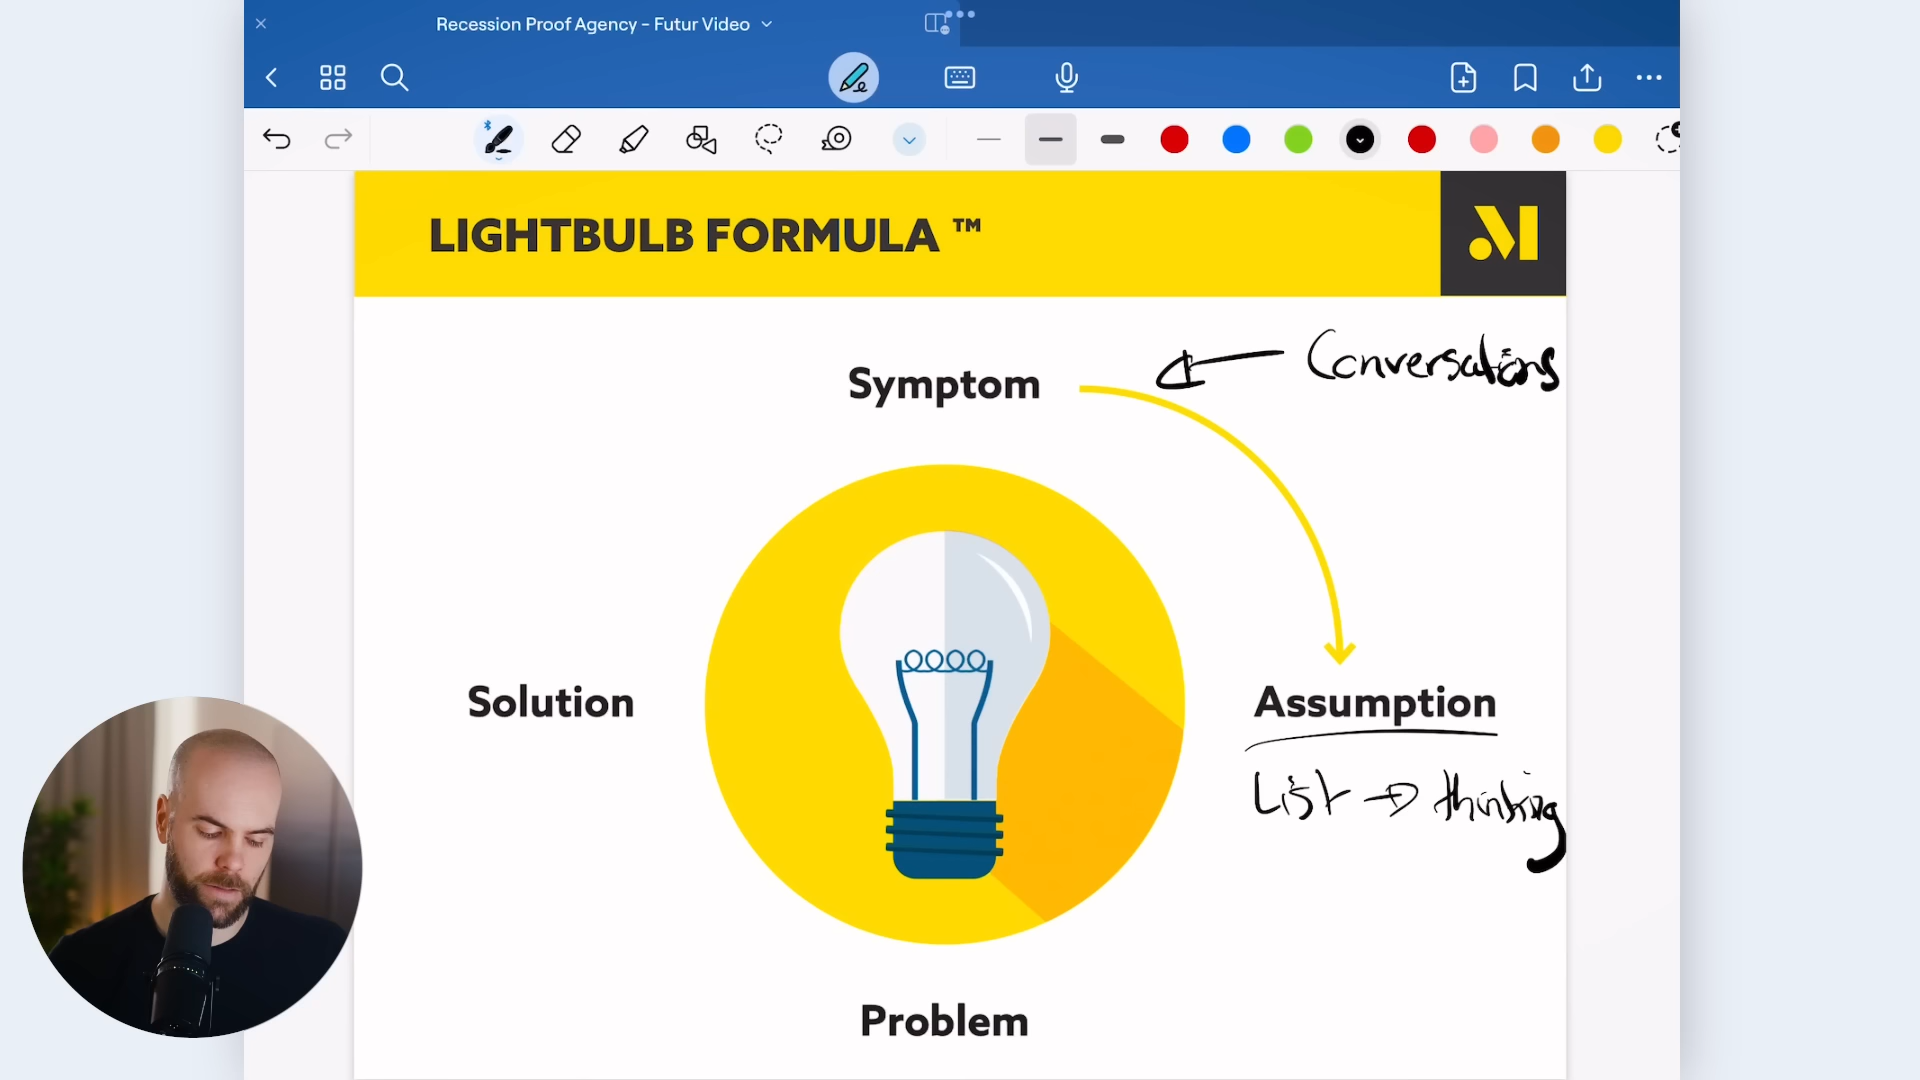 Recession Proof Agency – Futur Video
LIGHTBULB FORMULA ™
Conversations
Symptom
Solution
Assumption
List → thinking
Problem